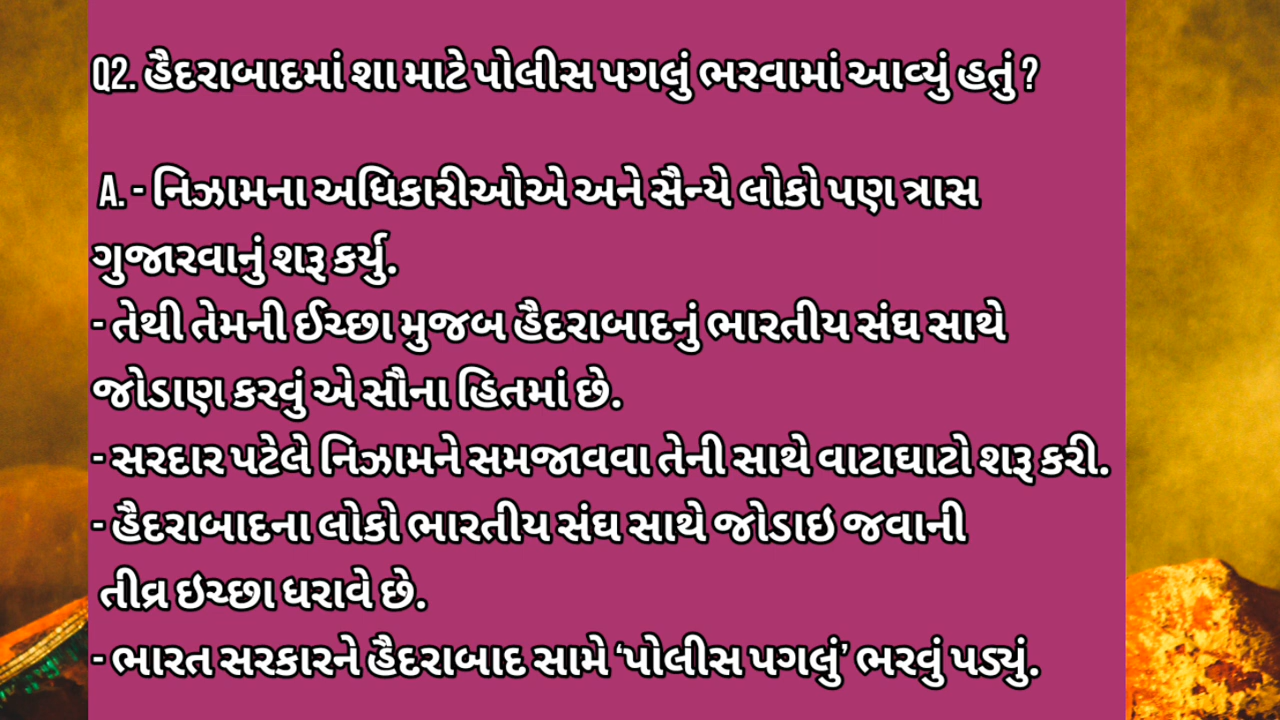 Q2. હૈદરાબાદમાં શા માટે પોલીસ પગલું ભરવામાં આવ્યું હતું ?
A. - નિઝામના અધિકારીઓએ અને સૈન્યે લોકો પણ ત્રાસ
ગુજારવાનું શરૂ કર્યુ.
- તેથી તેમની ઈચ્છા મુજબ હૈદરાબાદનું ભારતીય સંઘ સાથે
જોડાણ કરવું એ સૌના હિતમાં છે.
- સરદાર પટેલે નિઝામને સમજાવવા તેની સાથે વાટાઘાટો શરૂ કરી.
- હૈદરાબાદના લોકો ભારતીય સંઘ સાથે જોડાઇ જવાની
તીવ્ર ઇચ્છા ધરાવે છે.
- ભારત સરકારને હૈદરાબાદ સામે ‘પોલીસ પગલું’ ભરવું પડ્યું.